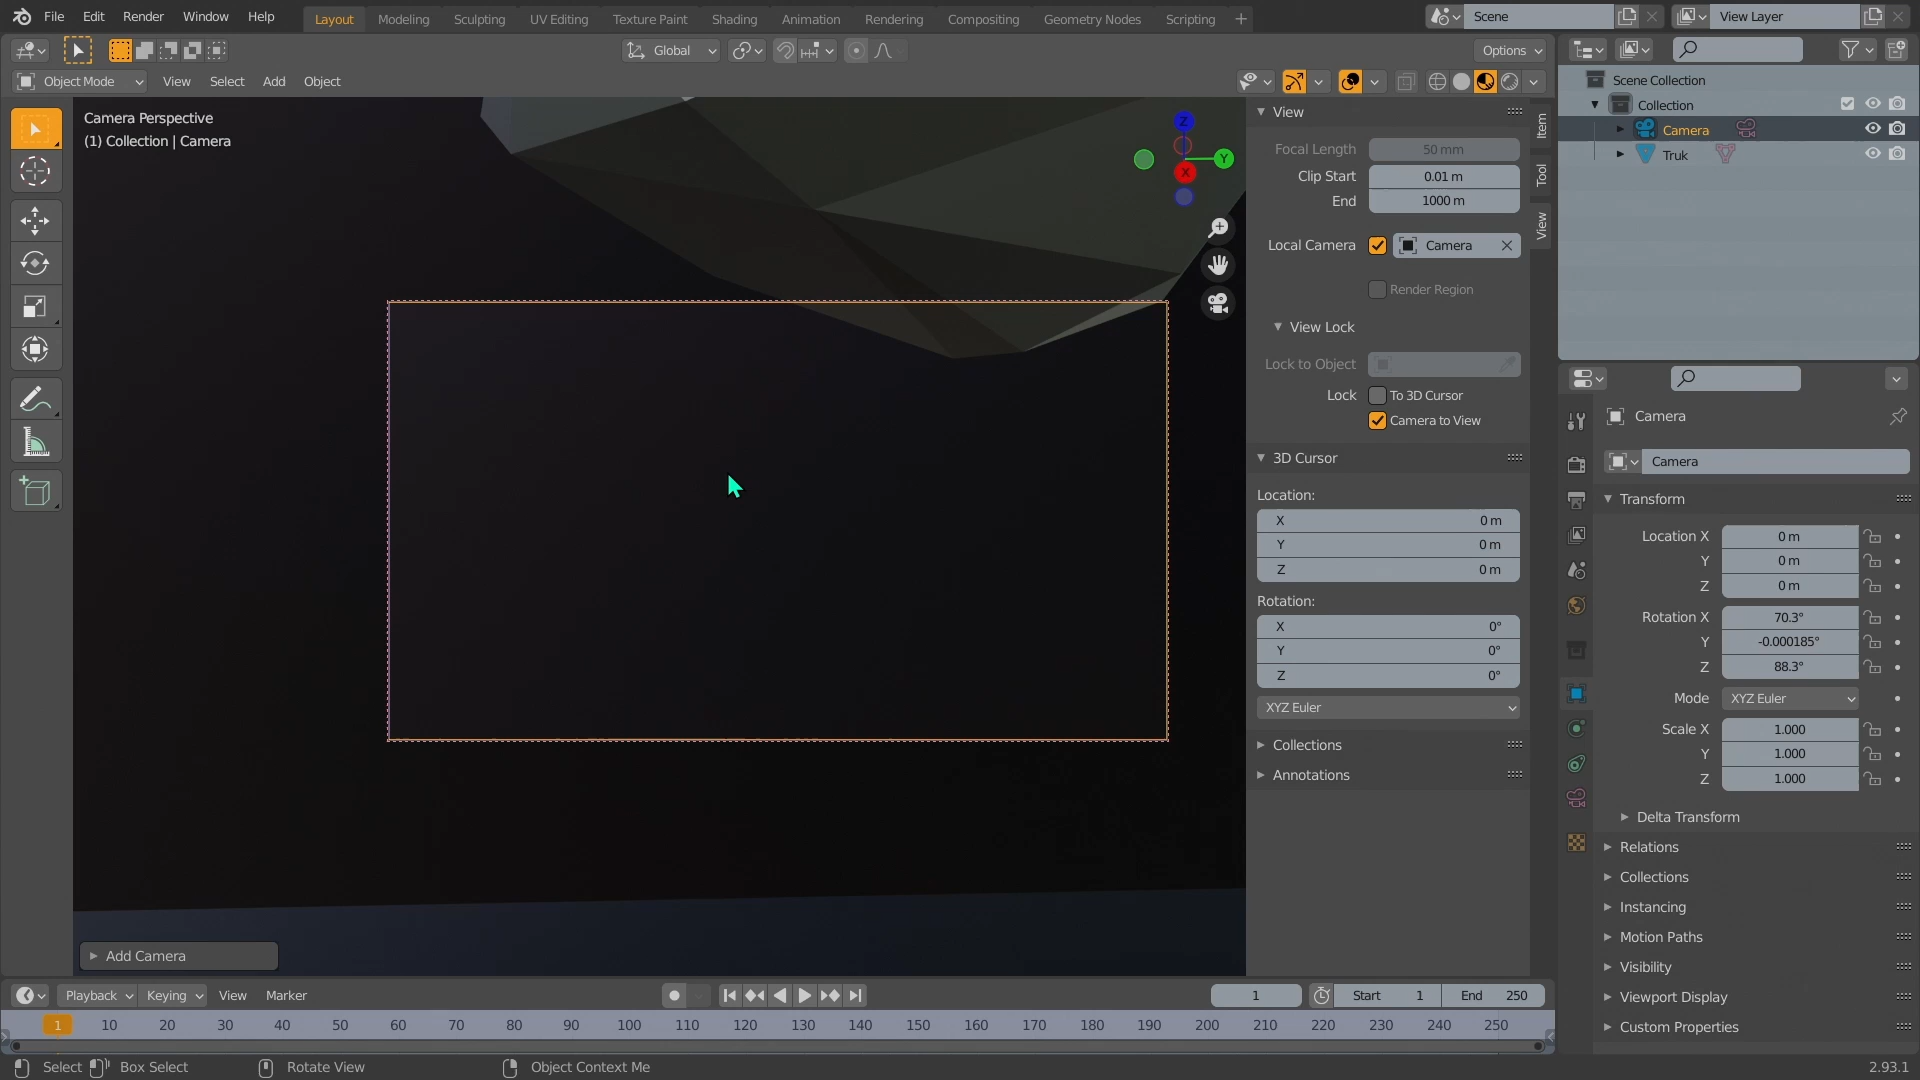 File Edit Render Window Help Layout Modeling Sculpting UV Editing Texture Paint Shading Animation Rendering Compositing Geometry Nodes Scripting + Scene View Layer
Global Options
Object Mode View Select Add Object
Camera Perspective
(1) Collection | Camera
Z
Y
X
View
Focal Length 50 mm
Clip Start 0.01 m
End 1000 m
Local Camera Camera
Render Region
View Lock
Lock to Object
Lock To 3D Cursor
Camera to View
3D Cursor
Location:
X 0 m
Y 0 m
Z 0 m
Rotation:
X 0°
Y 0°
Z 0°
XYZ Euler
Collections
Annotations
Item
Tool
View
Scene Collection
Collection
Camera
Truk
Camera
Camera
Transform
Location X 0 m
Y 0 m
Z 0 m
Rotation X 70.3°
Y -0.000185°
Z 88.3°
Mode XYZ Euler
Scale X 1.000
Y 1.000
Z 1.000
Delta Transform
Relations
Collections
Instancing
Motion Paths
Visibility
Viewport Display
Custom Properties
Add Camera
Playback Keying View Marker 1 Start 1 End 250
1 10 20 30 40 50 60 70 80 90 100 110 120 130 140 150 160 170 180 190 200 210 220 230 240 250
Select Box Select Rotate View Object Context Me 2.93.1